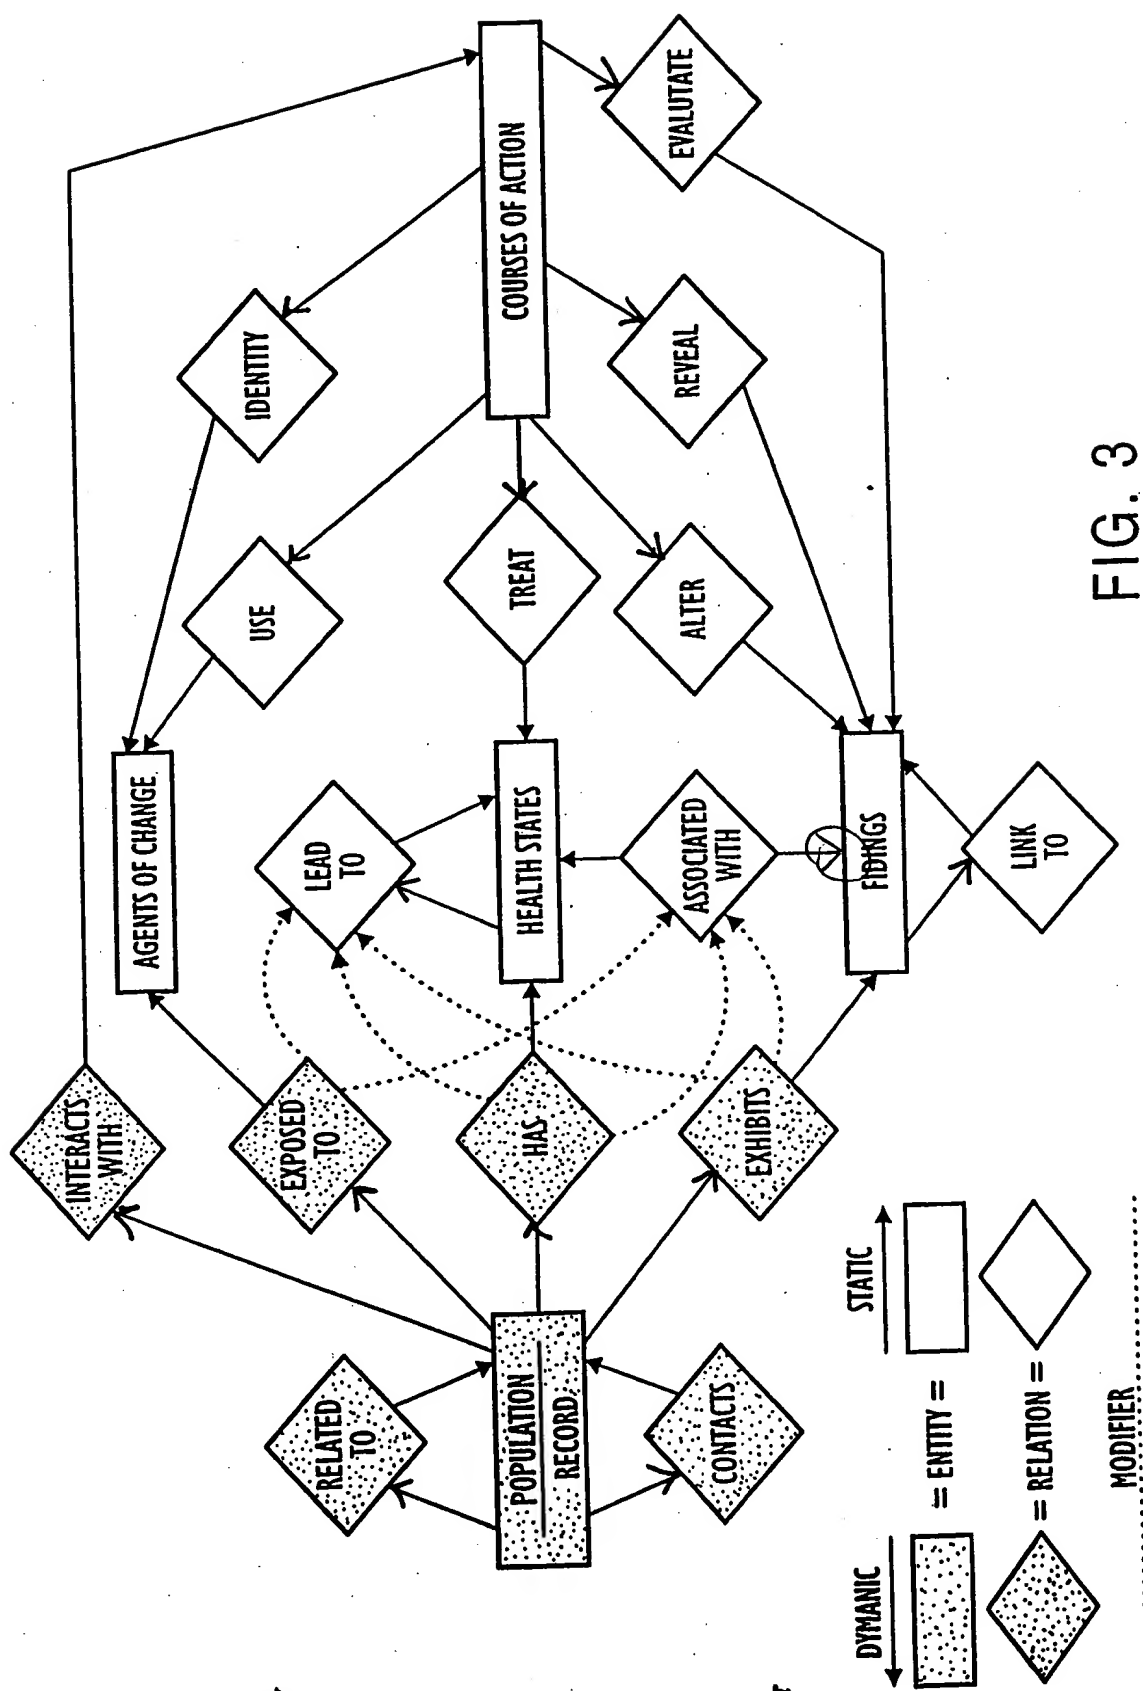 INTERACTS
WITH
RELATED
TO
EXPOSED
TO
AGENTS OF CHANGE
USE
IDENTITY
LEAD
TO
POPULATION
RECORD
HAS
HEALTH STATES
TREAT
COURSES OF ACTION
CONTACTS
EXHIBITS
ASSOCIATED
WITH
ALTER
REVEAL
EVALUTATE
FIDINGS
LINK
TO
DYMANIC
STATIC
= ENTITY =
= RELATION =
MODIFIER
FIG. 3